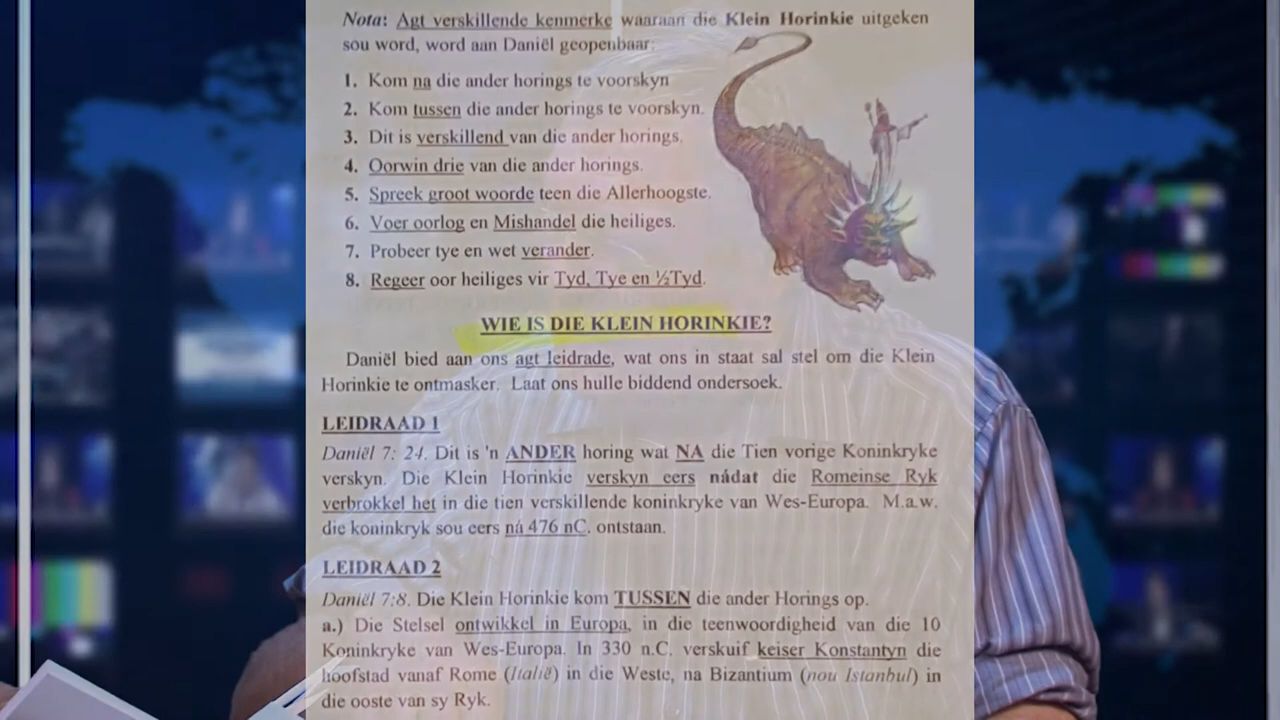 Nota: Agt verskillende kenmerke waaraan die Klein Horinkie uitgeken
sou word, word aan Daniël geopenbaar:
1. Kom na die ander horings te voorskyn
2. Kom tussen die ander horings te voorskyn.
3. Dit is verskillend van die ander horings.
4. Oorwin drie van die ander horings.
5. Spreek groot woorde teen die Allerhoogste.
6. Voer oorlog en Mishandel die heiliges.
7. Probeer tye en wet verander.
8. Regeer oor heiliges vir Tyd, Tye en ½Tyd.
WIE IS DIE KLEIN HORINKIE?
Daniël bied aan ons agt leidrade, wat ons in staat sal stel om die Klein
Horinkie te ontmasker. Laat ons hulle biddend ondersoek.
LEIDRAAD 1
Daniël 7: 24. Dit is 'n ANDER horing wat NA die Tien vorige Koninkryke
verskyn. Die Klein Horinkie verskyn eers nádat die Romeinse Ryk
verbrokkel het in die tien verskillende koninkryke van Wes-Europa. M.a.w.
die koninkryk sou eers ná 476 nC. ontstaan.
LEIDRAAD 2
Daniël 7:8. Die Klein Horinkie kom TUSSEN die ander Horings op.
a.) Die Stelsel ontwikkel in Europa, in die teenwoordigheid van die 10
Koninkryke van Wes-Europa. In 330 n.C. verskuif keiser Konstantyn die
hoofstad vanaf Rome (Italië) in die Weste, na Bizantium (nou Istanbul) in
die ooste van sy Ryk.